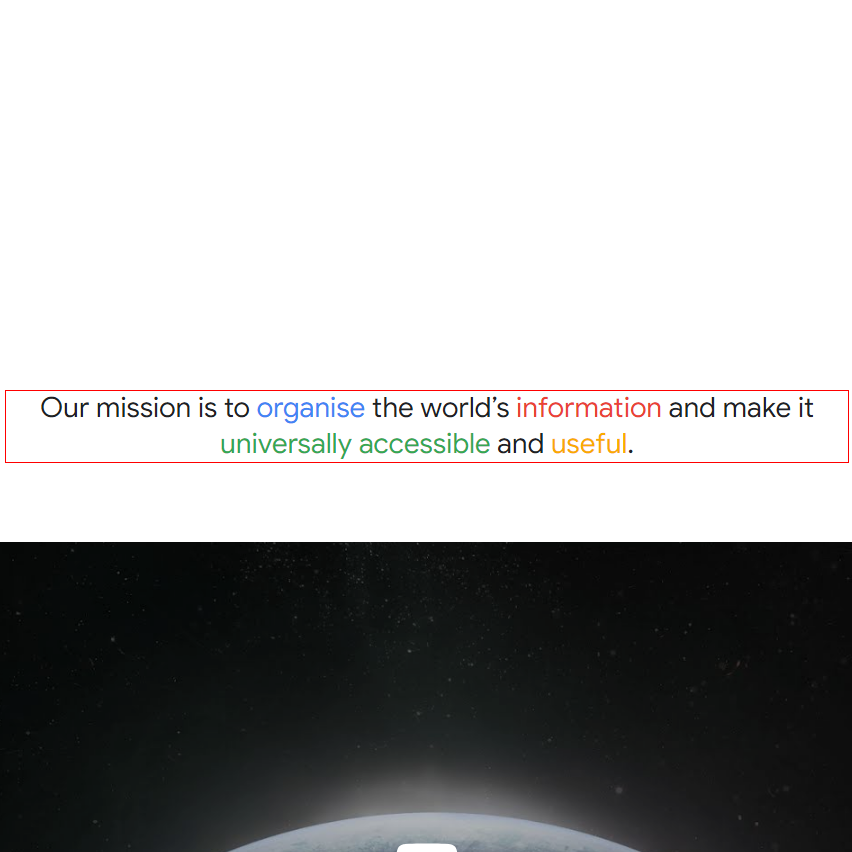 Our mission is to organise the world’s information and make it
universally accessible and useful.